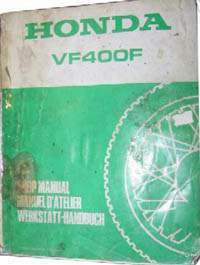 HONDA
VF400F
SHOP MANUAL
MANUEL D'ATELIER
WERKSTATT-HANDBUCH